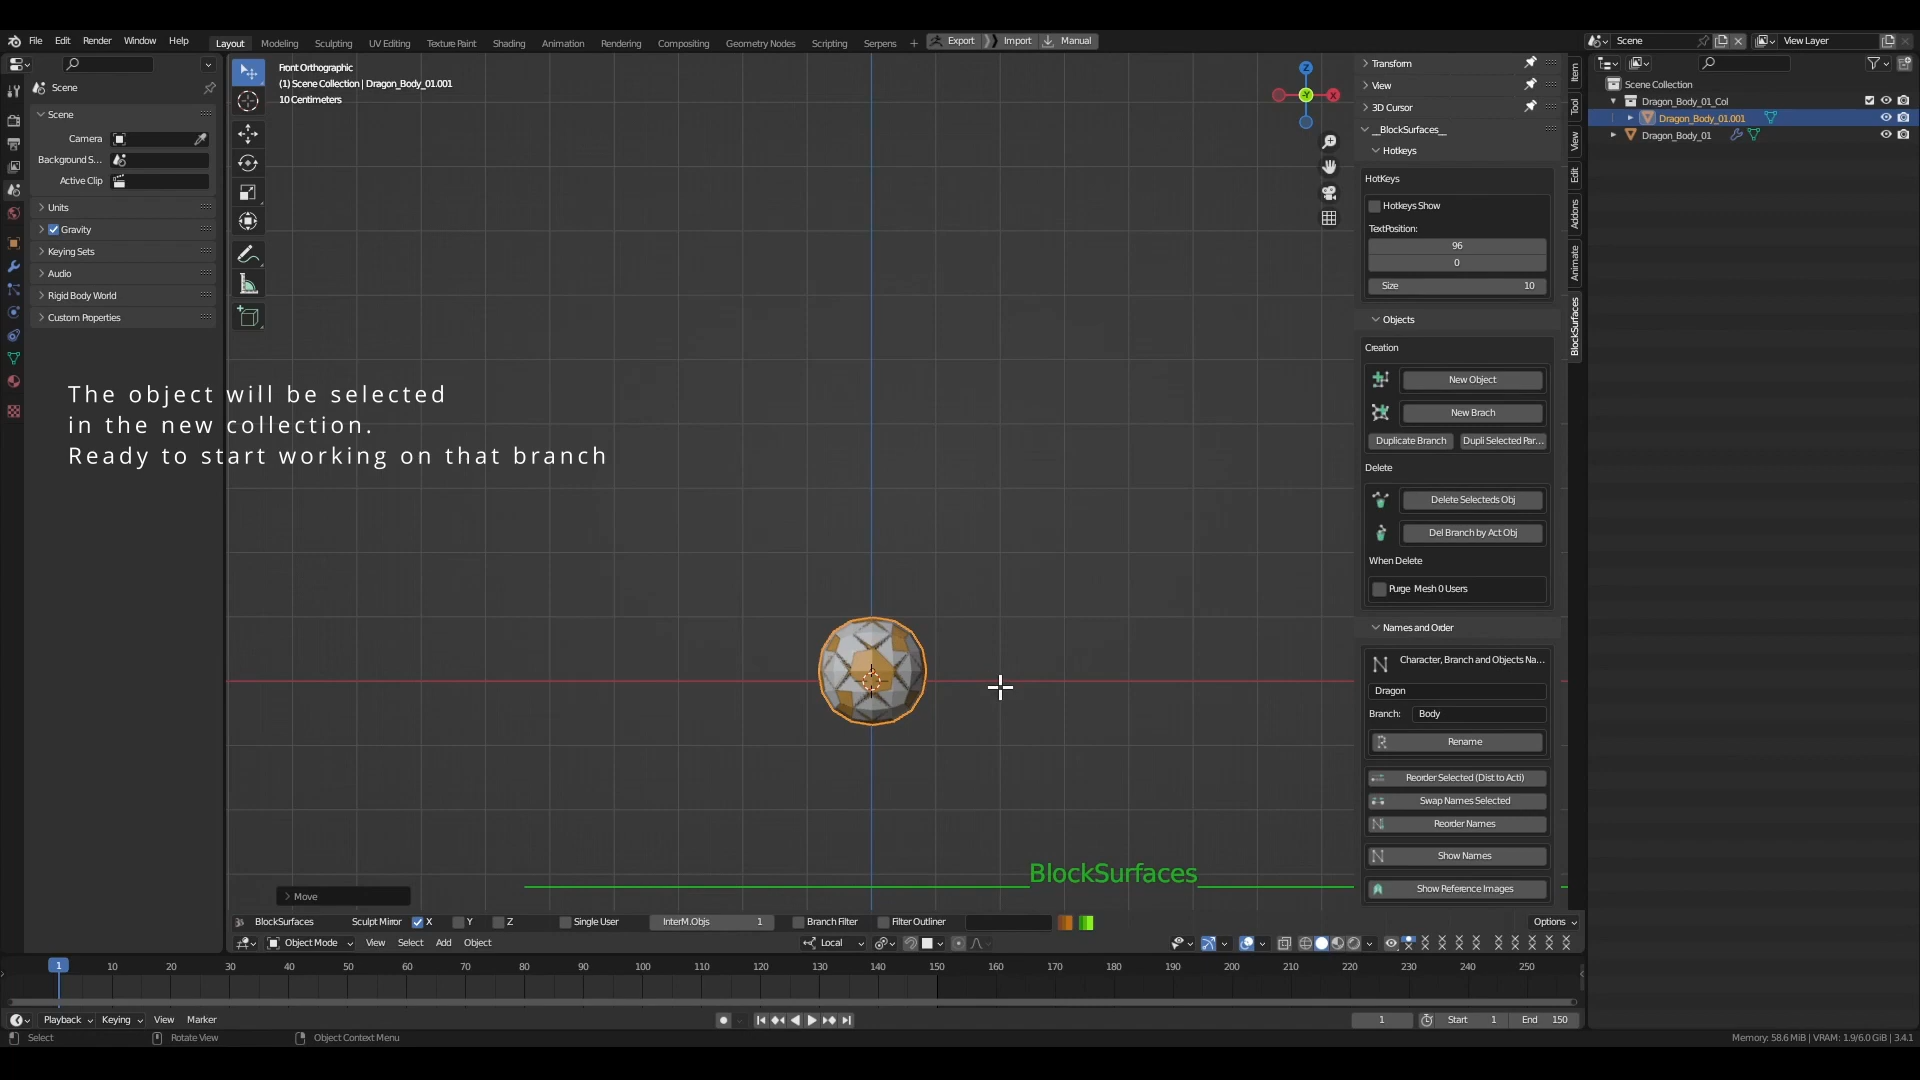 File Edit Render Window Help
Layout Modeling Sculpting UV Editing Texture Paint Shading Animation Rendering Compositing Geometry Nodes Scripting Serpens
Export Import Manual
Scene
View Layer
Scene
Scene
Camera
Background S...
Active Clip
Units
Gravity
Keying Sets
Audio
Rigid Body World
Custom Properties
Front Orthographic
(1) Scene Collection | Dragon_Body_01.001
10 Centimeters
Z
Y
X
The object will be selected
in the new collection.
Ready to start working on that branch
Transform
View
3D Cursor
__BlockSurfaces__
Hotkeys
HotKeys
Hotkeys Show
TextPosition:
96
0
Size 10
Objects
Creation
New Object
New Brach
Duplicate Branch Dupli Selected Par...
Delete
Delete Selecteds Obj
Del Branch by Act Obj
When Delete
Purge Mesh 0 Users
Names and Order
Character, Branch and Objects Na...
Dragon
Branch: Body
Rename
Reorder Selected (Dist to Acti)
Swap Names Selected
Reorder Names
Show Names
Show Reference Images
Item
Tool
View
Edit
Addons
Animate
BlockSurfaces
Scene Collection
Dragon_Body_01_Col
Dragon_Body_01.001
Dragon_Body_01
BlockSurfaces
Move
BlockSurfaces Sculpt Mirror X Y Z Single User InterM.Objs 1 Branch Filter Filter Outliner Options
Object Mode View Select Add Object Local
1 10 20 30 40 50 60 70 80 90 100 110 120 130 140 150 160 170 180 190 200 210 220 230 240 250
Playback Keying View Marker 1 Start 1 End 150
Select Rotate View Object Context Menu Memory: 58.6 MiB | VRAM: 1.9/6.0 GiB | 3.4.1